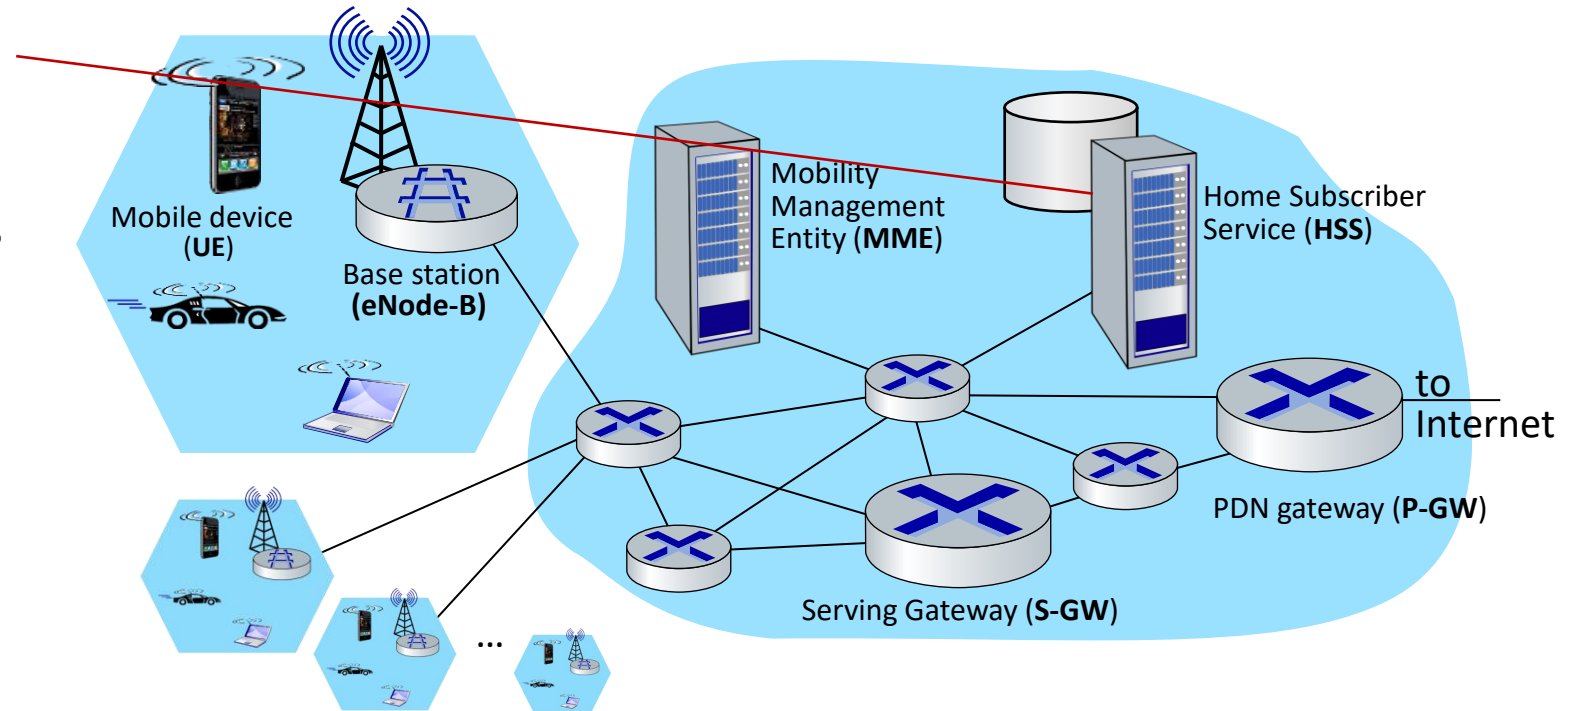 Mobile device
(UE)
Base station
(eNode-B)
Mobility
Management
Entity (MME)
Home Subscriber
Service (HSS)
to
Internet
PDN gateway (P-GW)
Serving Gateway (S-GW)
...